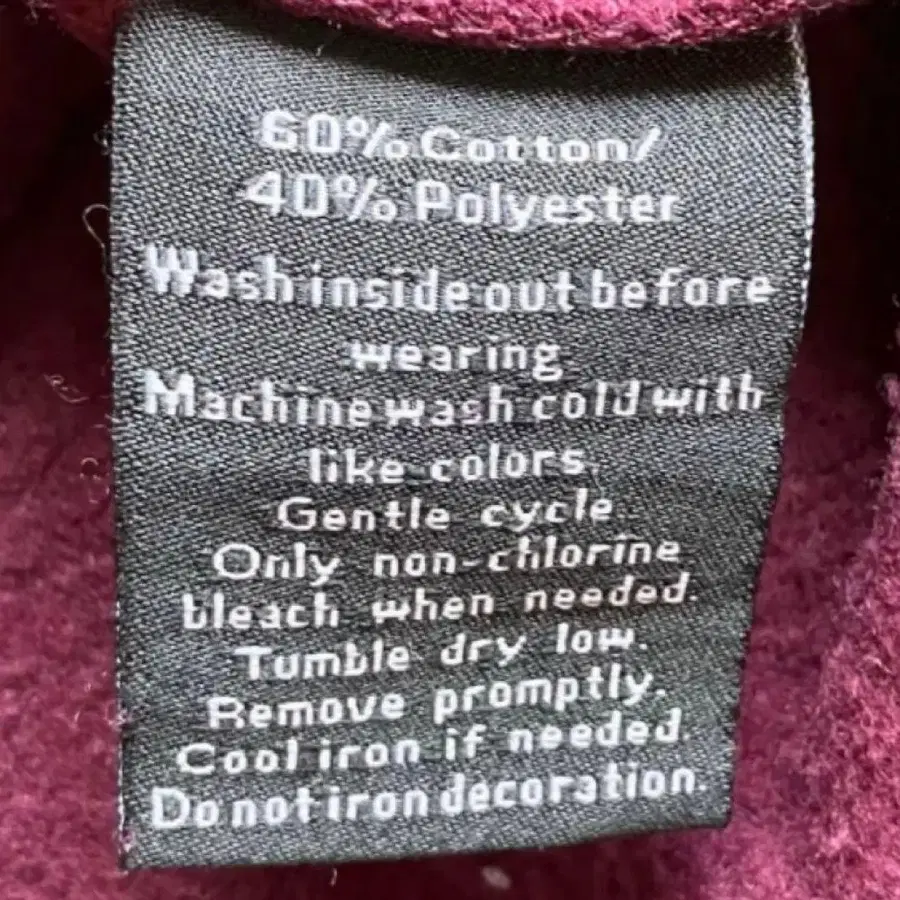 60% Cotton/
40% Polyester
Wash inside out before
wearing
Machine wash cold with
like colors.
Gentle cycle.
Only non-chlorine
bleach when needed.
Tumble dry low.
Remove promptly.
Cool iron if needed.
Do not iron decoration.